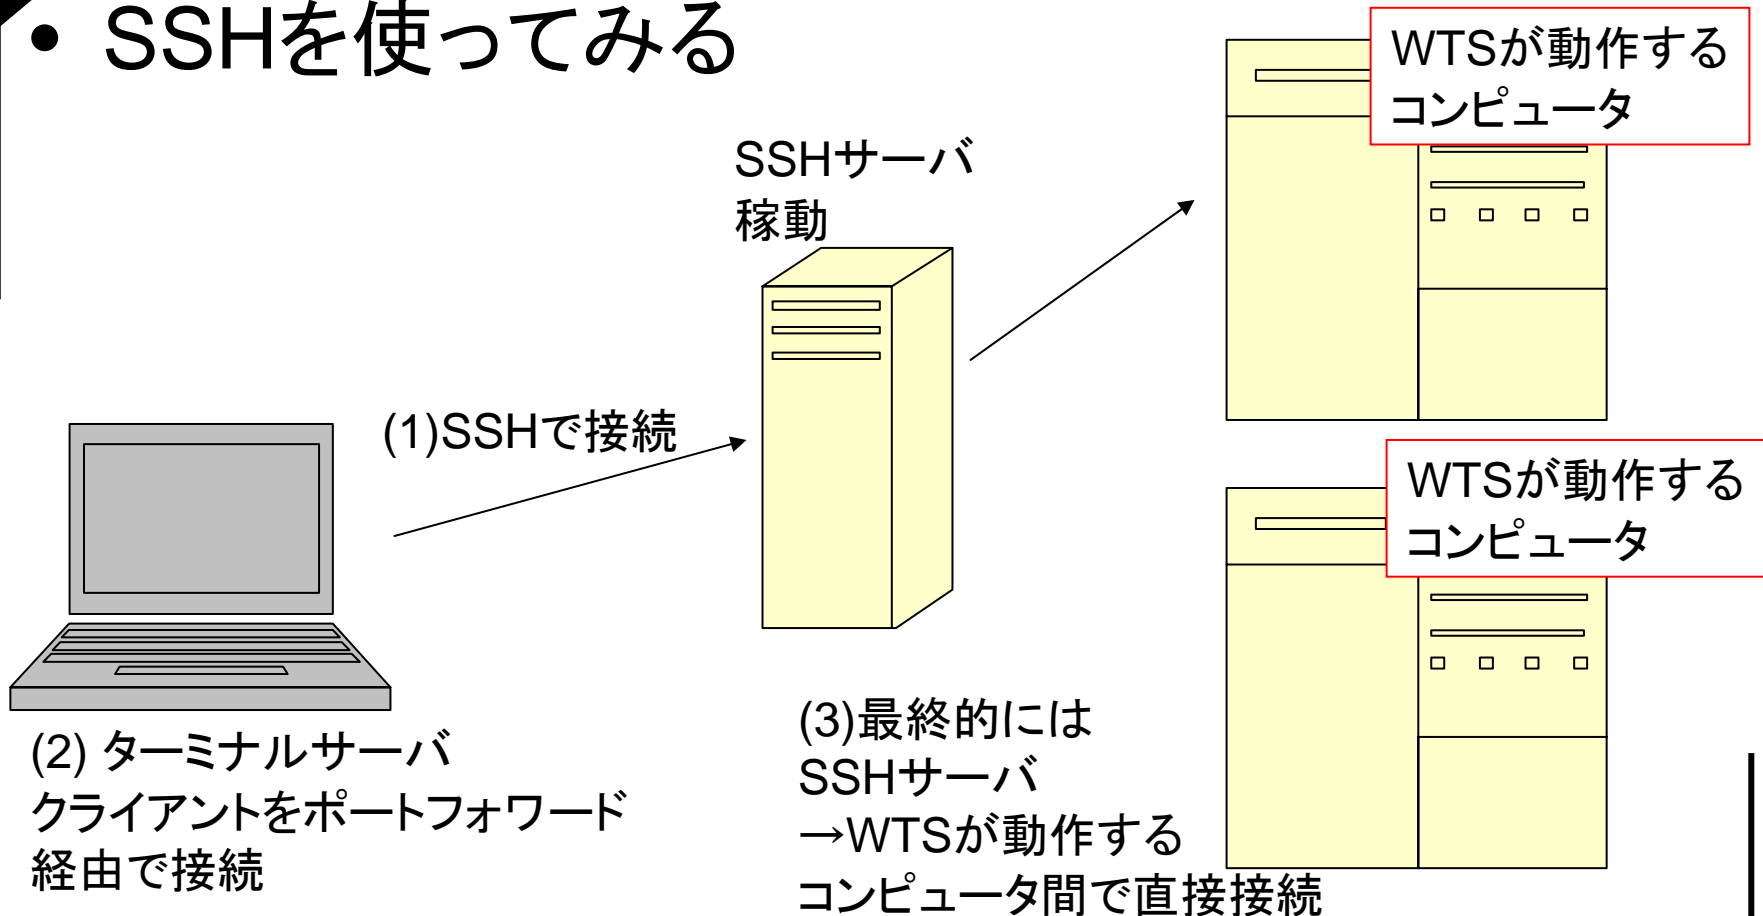 • SSHを使ってみる
WTSが動作する
コンピュータ
SSHサーバ
稼動
(1)SSHで接続
WTSが動作する
コンピュータ
(2) ターミナルサーバ
クライアントをポートフォワード
経由で接続
(3)最終的には
SSHサーバ
→WTSが動作する
コンピュータ間で直接接続